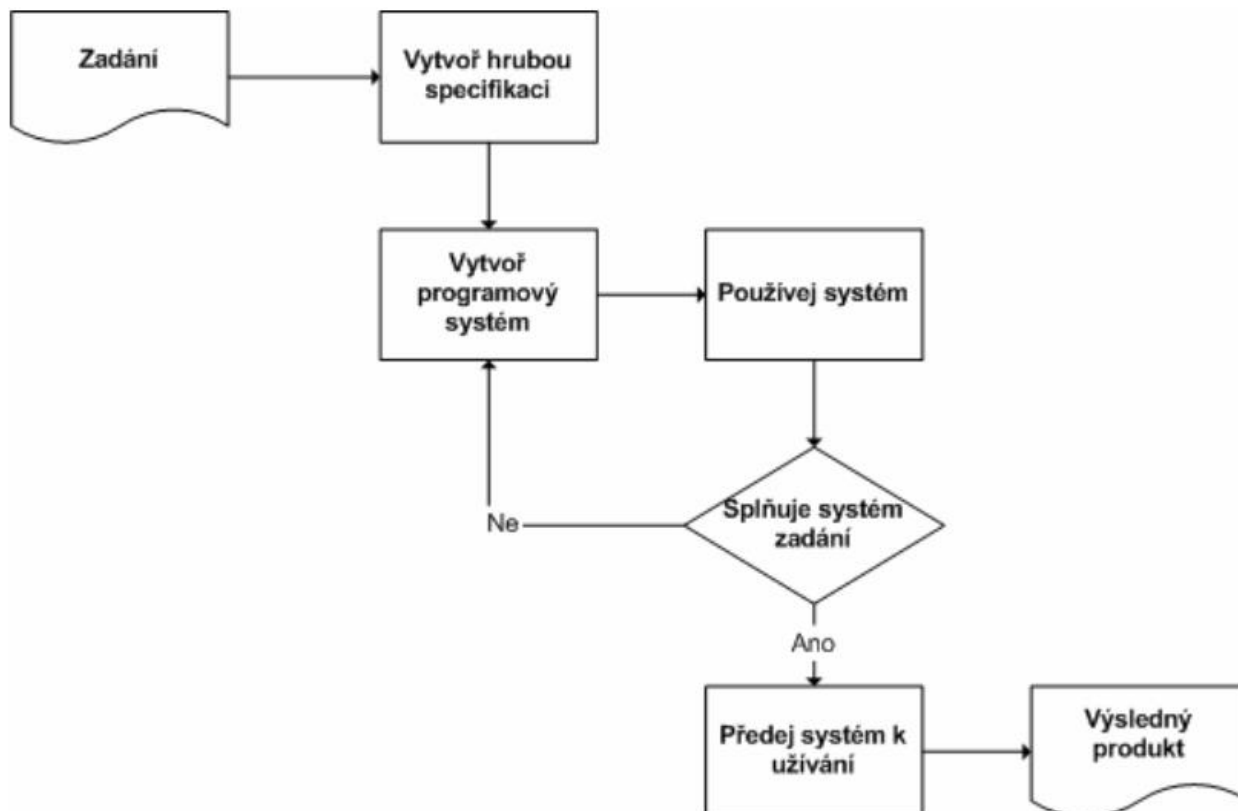 Zadání
Vytvoř hrubou
specifikaci
Vytvoř
programový
systém
Používej systém
Splňuje systém
zadání
Ne
Ano
Předej systém k
užívání
Výsledný
produkt